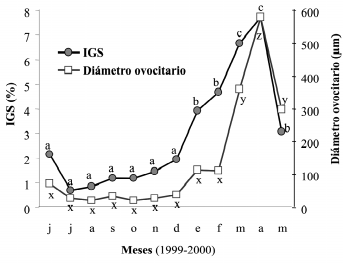 IGS
Diámetro ovocitario
IGS (%)
8
7
6
5
4
3
2
1
0
Diámetro ovocitario (µm)
600
500
400
300
200
100
0
a a a a a a a b b c c b
x x x x x x x x x y z y
j j a s o n d e f m a m
Meses (1999-2000)